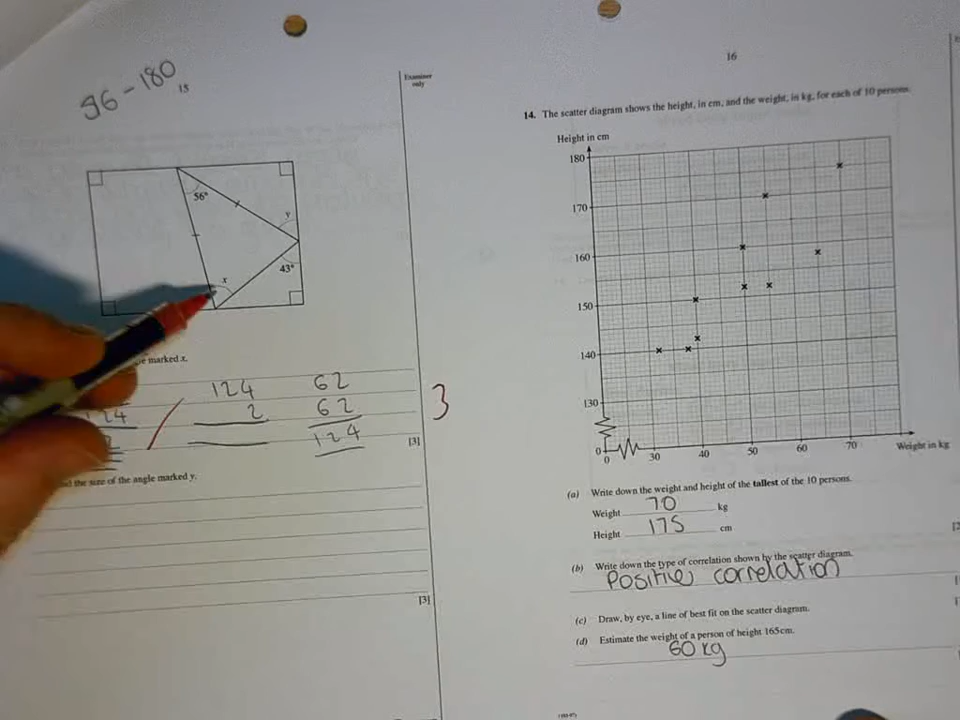 96-180
15
Examiner
only
56°
y
x
43°
e marked x.
124
2
124
2
62
62
124
3
[3]
the size of the angle marked y.
[3]
16
14. The scatter diagram shows the height, in cm, and the weight, in kg, for each of 10 persons.
Height in cm
180
170
160
150
140
130
0
0 30 40 50 60 70 Weight in kg
(a) Write down the weight and height of the tallest of the 10 persons.
Weight 70 kg
Height 175 cm
(b) Write down the type of correlation shown by the scatter diagram.
Positive correlation
(c) Draw, by eye, a line of best fit on the scatter diagram.
(d) Estimate the weight of a person of height 165cm.
60 kg